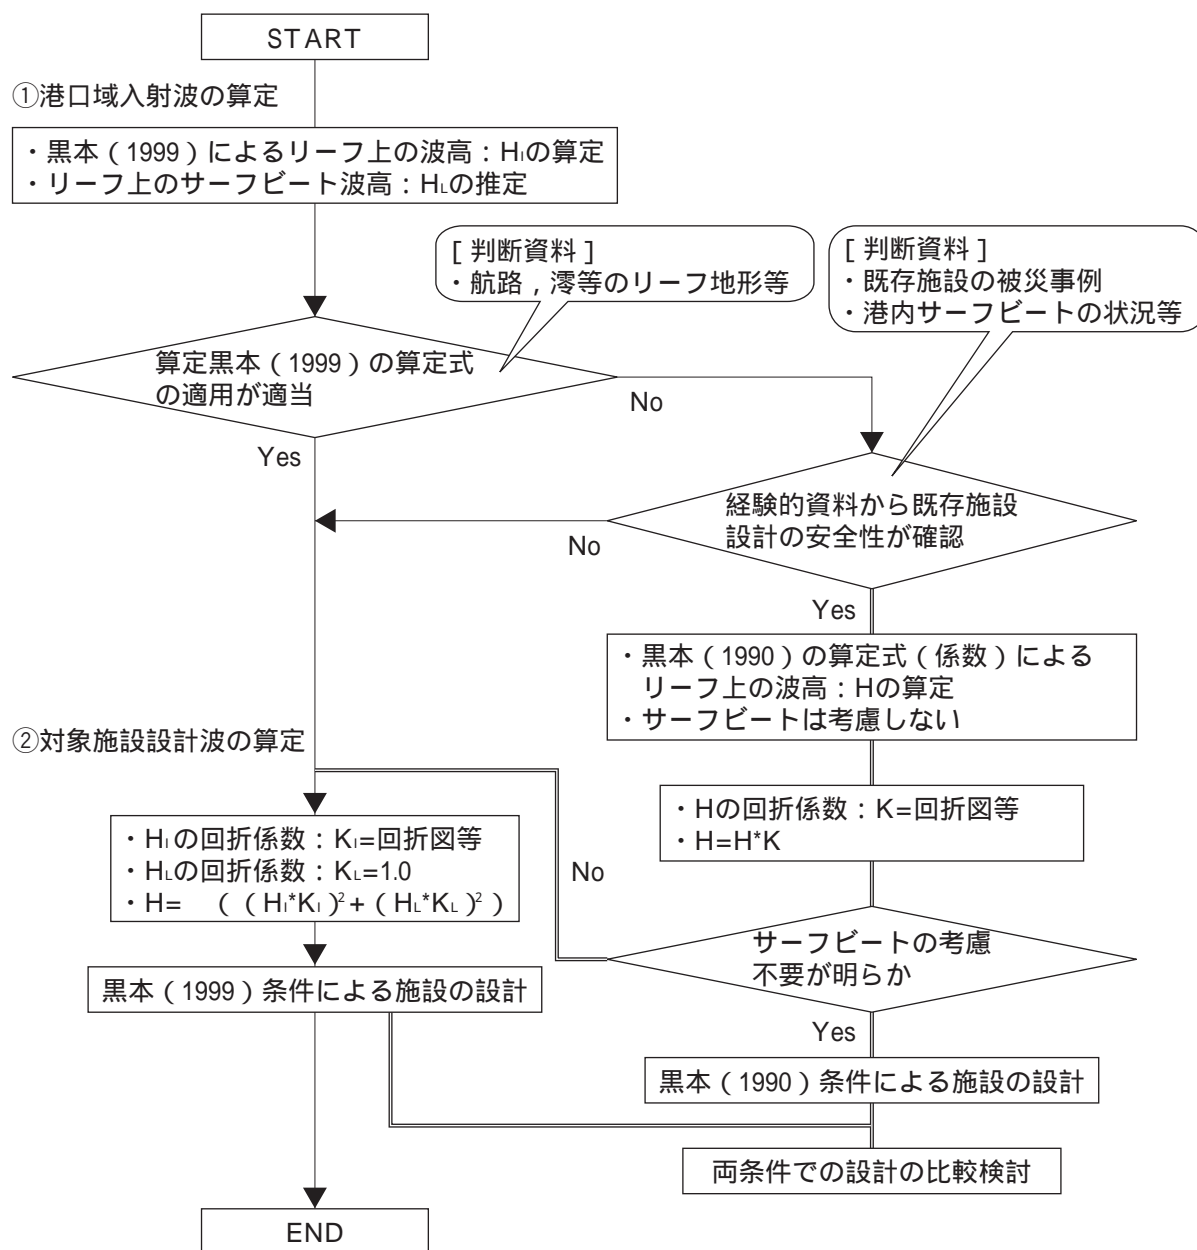 START
①港口域入射波の算定
・黒本（1999）によるリーフ上の波高：HIの算定
・リーフ上のサーフビート波高：HLの推定
［判断資料］
・航路，澪等のリーフ地形等
［判断資料］
・既存施設の被災事例
・港内サーフビートの状況等
算定黒本（1999）の算定式
の適用が適当
No
Yes
経験的資料から既存施設
設計の安全性が確認
No
Yes
・黒本（1990）の算定式（係数）による
リーフ上の波高：Hの算定
・サーフビートは考慮しない
②対象施設設計波の算定
・Hの回折係数：K=回折図等
・H=H*K
・HIの回折係数：KI=回折図等
・HLの回折係数：KL=1.0
・H=　（（HI*KI）²+（HL*KL）²）
No
サーフビートの考慮
不要が明らか
黒本（1999）条件による施設の設計
Yes
黒本（1990）条件による施設の設計
両条件での設計の比較検討
END